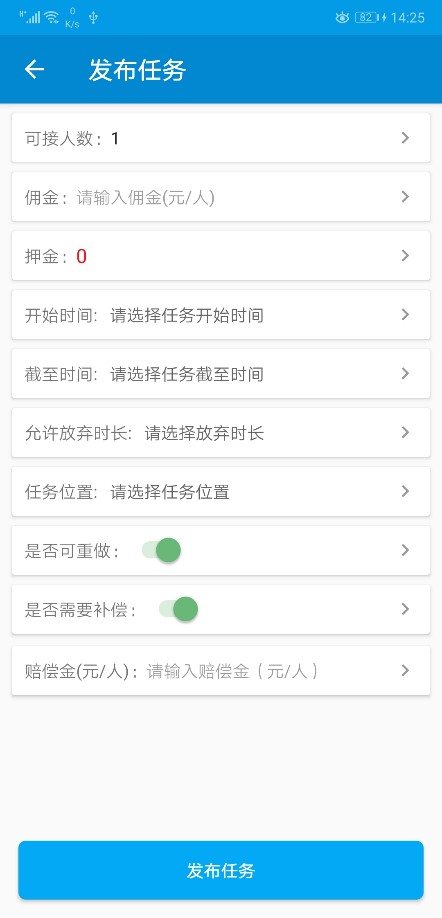 0
K/s
82
14:25
发布任务
可接人数：1
佣金：请输入佣金(元/人)
押金：0
开始时间: 请选择任务开始时间
截至时间: 请选择任务截至时间
允许放弃时长: 请选择放弃时长
任务位置: 请选择任务位置
是否可重做：
是否需要补偿：
赔偿金(元/人)：请输入赔偿金（元/人）
发布任务